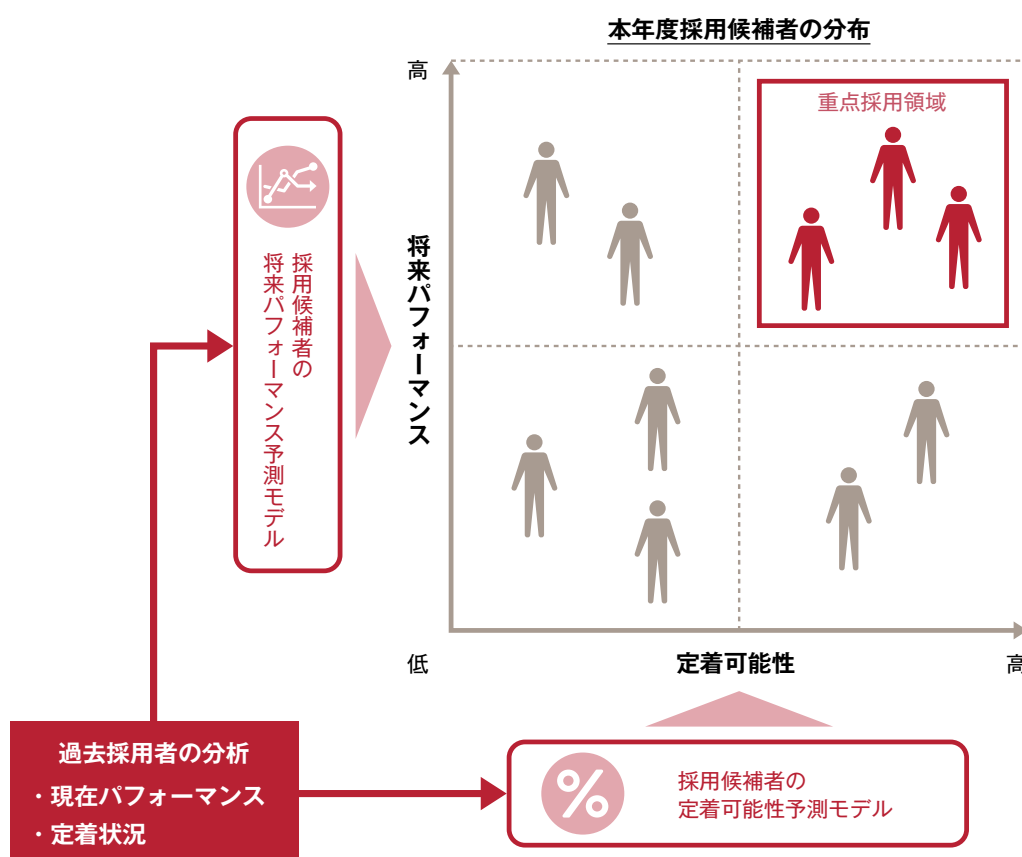 本年度採用候補者の分布
高
重点採用領域
採用候補者の
将来パフォーマンス予測モデル
将来パフォーマンス
低
定着可能性
高
過去採用者の分析
・現在パフォーマンス
・定着状況
%
採用候補者の
定着可能性予測モデル